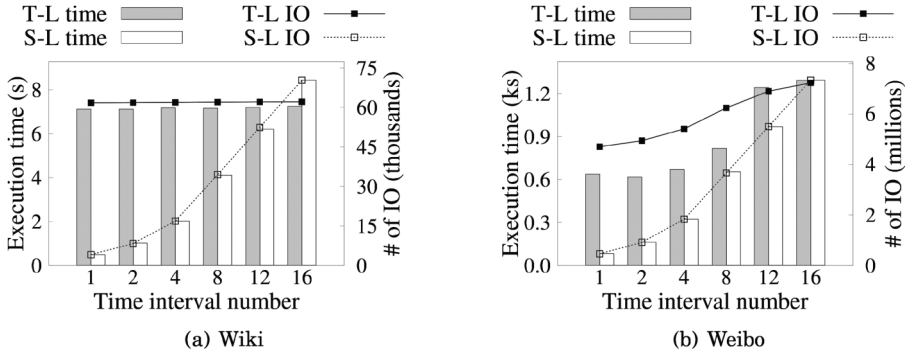 T-L time T-L IO
S-L time S-L IO
Execution time (s)
8
6
4
2
0
75
60
45
30
15
0
# of IO (thousands)
1 2 4 8 12 16
Time interval number
(a) Wiki
T-L time T-L IO
S-L time S-L IO
Execution time (ks)
1.2
0.9
0.6
0.3
0.0
8
6
4
2
0
# of IO (millions)
1 2 4 8 12 16
Time interval number
(b) Weibo